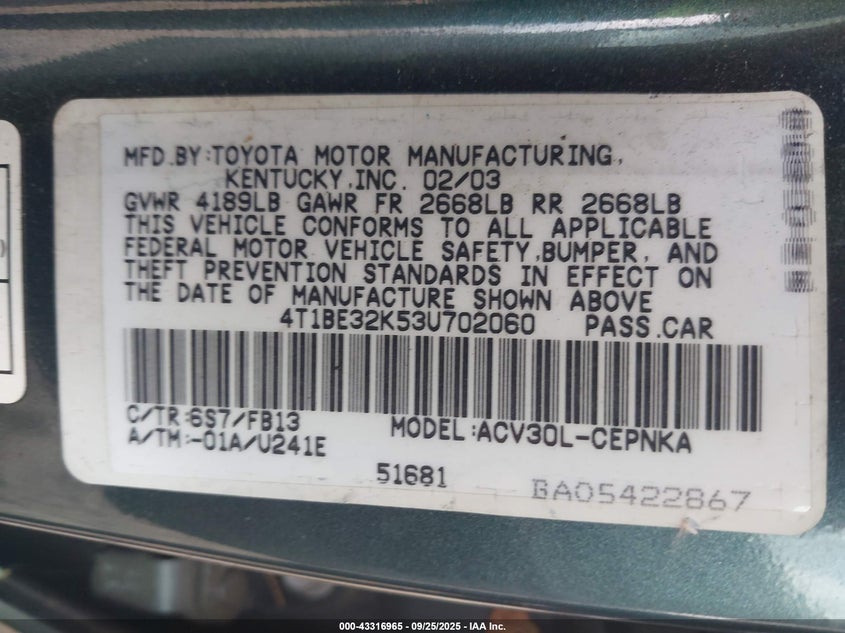 MFD.BY:TOYOTA MOTOR MANUFACTURING,
KENTUCKY,INC. 02/03
GVWR 4189LB GAWR FR 2668LB RR 2668LB
THIS VEHICLE CONFORMS TO ALL APPLICABLE
FEDERAL MOTOR VEHICLE SAFETY,BUMPER, AND
THEFT PREVENTION STANDARDS IN EFFECT ON
THE DATE OF MANUFACTURE SHOWN ABOVE
4T1BE32K53U702060 PASS.CAR
C/TR:6S7/FB13
A/TM:-01A/U241E
MODEL:ACV30L-CEPNKA
51681
BA05422867
000-43316965 - 09/25/2025 - IAA Inc.